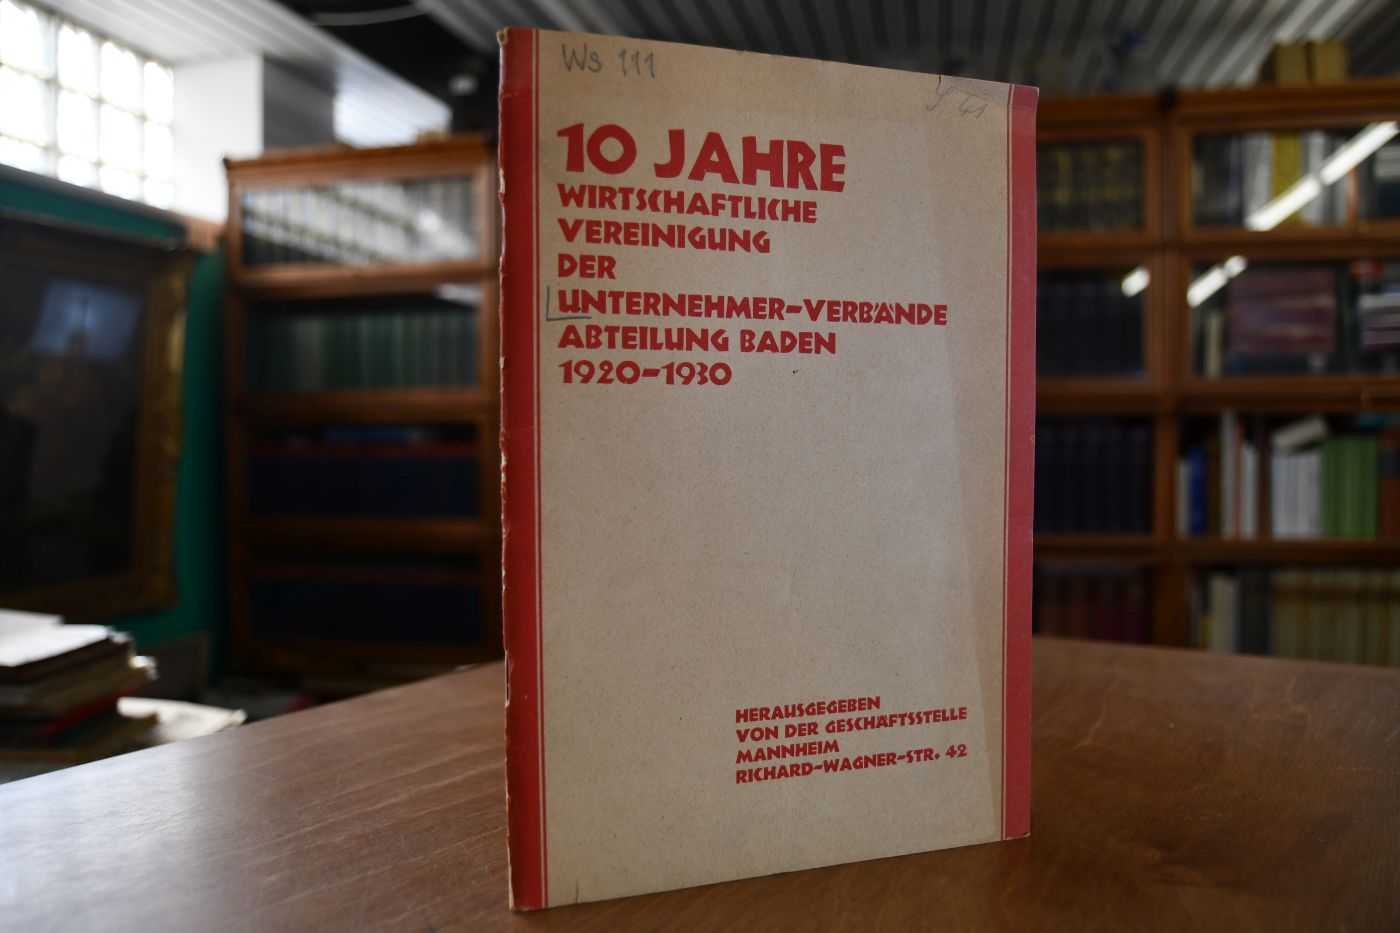 Ws 111
S 41
10 JAHRE
WIRTSCHAFTLICHE
VEREINIGUNG
DER
UNTERNEHMER-VERBÄNDE
ABTEILUNG BADEN
1920-1930
HERAUSGEGEBEN
VON DER GESCHÄFTSSTELLE
MANNHEIM
RICHARD-WAGNER-STR. 42